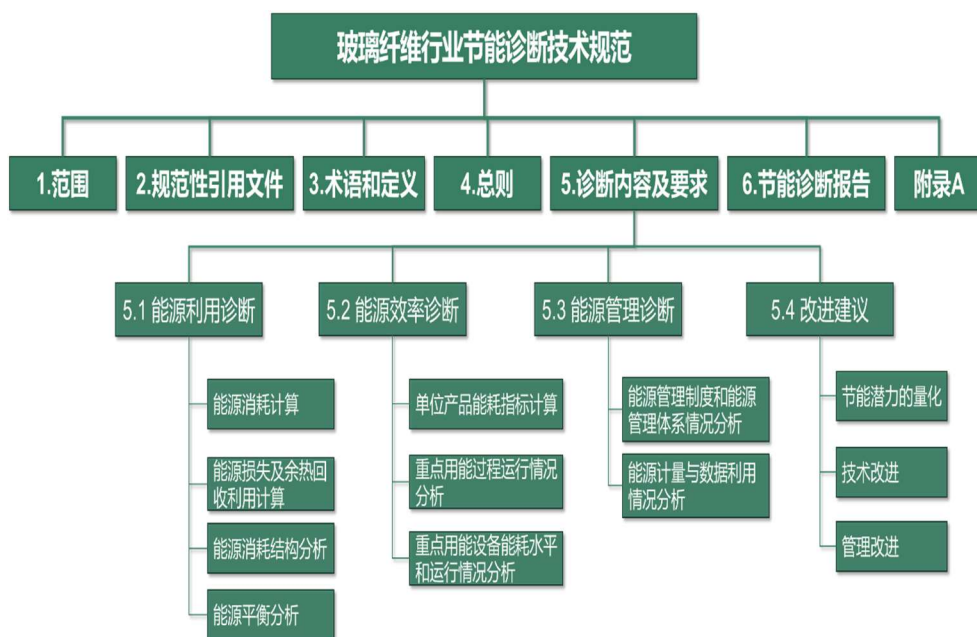 玻璃纤维行业节能诊断技术规范
1.范围
2.规范性引用文件
3.术语和定义
4.总则
5.诊断内容及要求
6.节能诊断报告
附录A
5.1 能源利用诊断
5.2 能源效率诊断
5.3 能源管理诊断
5.4 改进建议
能源消耗计算
能源损失及余热回
收利用计算
能源消耗结构分析
能源平衡分析
单位产品能耗指标计算
重点用能过程运行情况
分析
重点用能设备能耗水平
和运行情况分析
能源管理制度和能源
管理体系情况分析
能源计量与数据利用
情况分析
节能潜力的量化
技术改进
管理改进